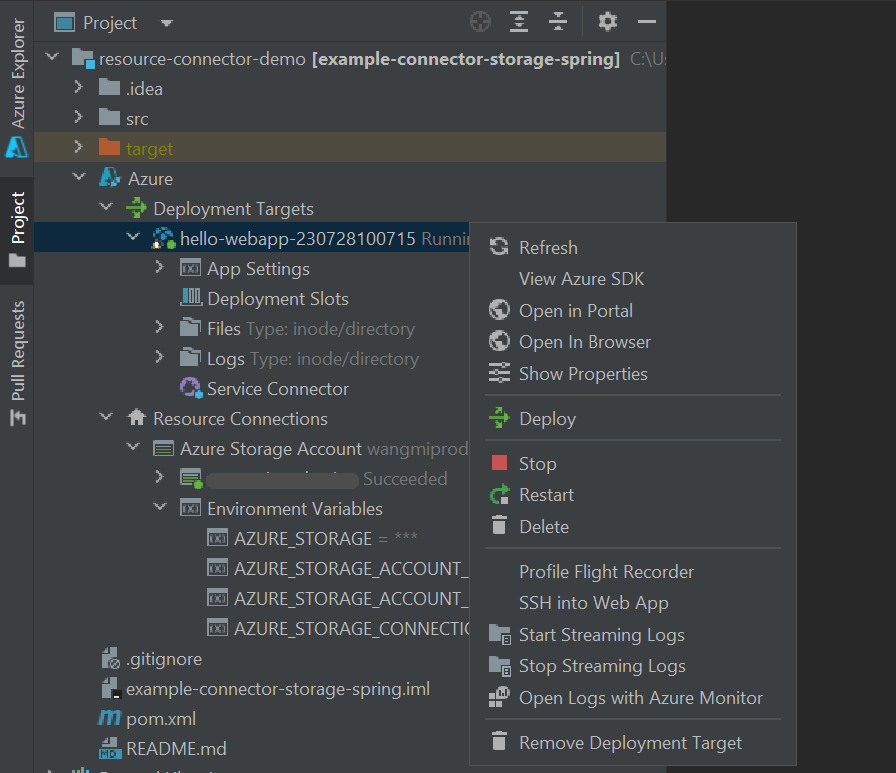 Project
Azure Explorer
Project
Pull Requests
resource-connector-demo [example-connector-storage-spring] C:\U
.idea
src
target
Azure
Deployment Targets
hello-webapp-230728100715
App Settings
Deployment Slots
Files Type: inode/directory
Logs Type: inode/directory
Service Connector
Resource Connections
Azure Storage Account wangmiprod
Succeeded
Environment Variables
AZURE_STORAGE = ***
AZURE_STORAGE_ACCOUNT_
AZURE_STORAGE_ACCOUNT_
AZURE_STORAGE_CONNECTIO
.gitignore
example-connector-storage-spring.iml
pom.xml
README.md
Refresh
View Azure SDK
Open in Portal
Open In Browser
Show Properties
Deploy
Stop
Restart
Delete
Profile Flight Recorder
SSH into Web App
Start Streaming Logs
Stop Streaming Logs
Open Logs with Azure Monitor
Remove Deployment Target